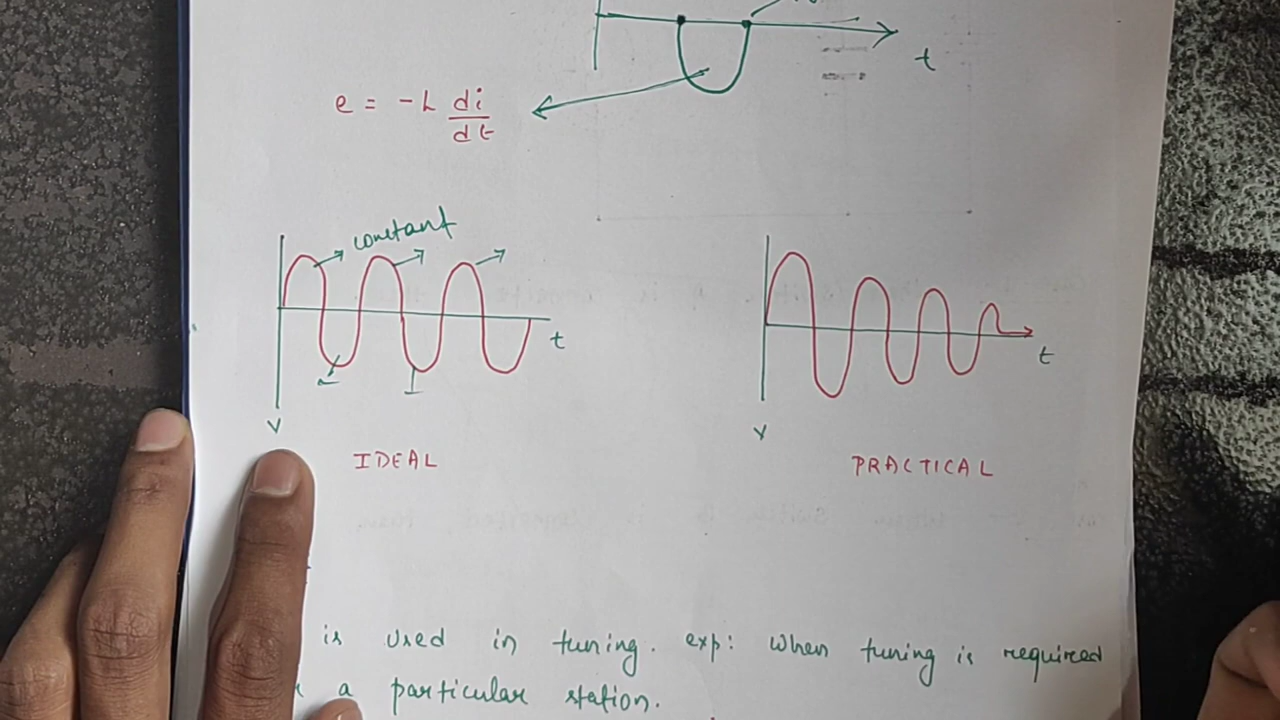 t
e = -L di/dt
constant
t
t
V
V
IDEAL
PRACTICAL
is used in tuning. exp: When tuning is required
a particular station.